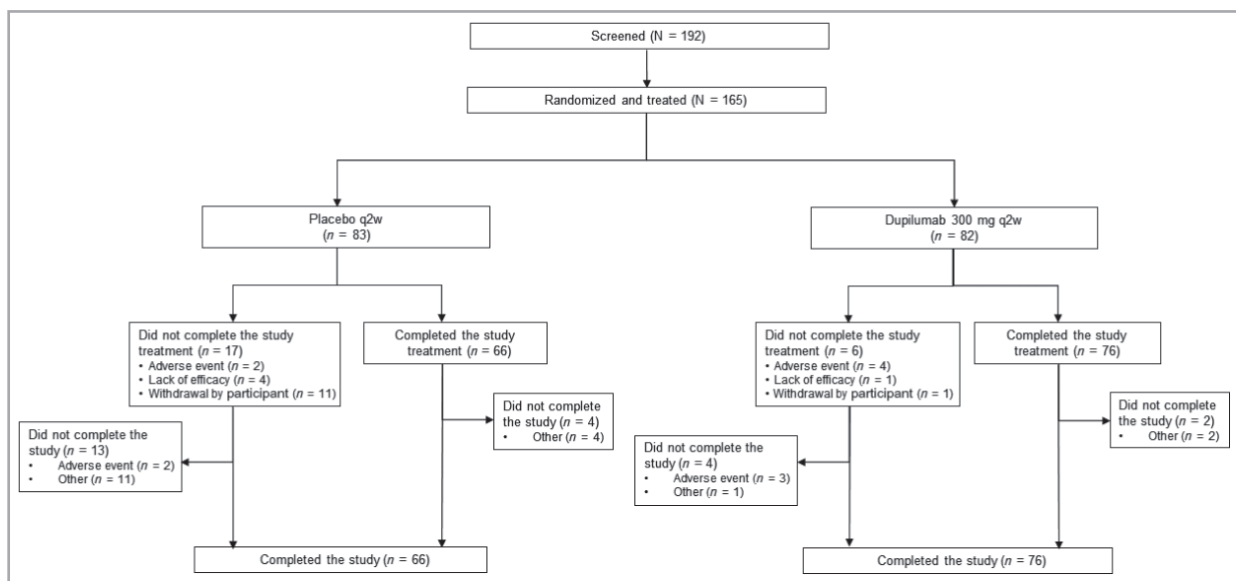 Screened (N = 192)
Randomized and treated (N = 165)
Placebo q2w
(n = 83)
Dupilumab 300 mg q2w
(n = 82)
Did not complete the study
treatment (n = 17)
• Adverse event (n = 2)
• Lack of efficacy (n = 4)
• Withdrawal by participant (n = 11)
Completed the study
treatment (n = 66)
Did not complete the study
treatment (n = 6)
• Adverse event (n = 4)
• Lack of efficacy (n = 1)
• Withdrawal by participant (n = 1)
Completed the study
treatment (n = 76)
Did not complete
the study (n = 4)
• Other (n = 4)
Did not complete
the study (n = 2)
• Other (n = 2)
Did not complete the
study (n = 13)
• Adverse event (n = 2)
• Other (n = 11)
Did not complete the
study (n = 4)
• Adverse event (n = 3)
• Other (n = 1)
Completed the study (n = 66)
Completed the study (n = 76)